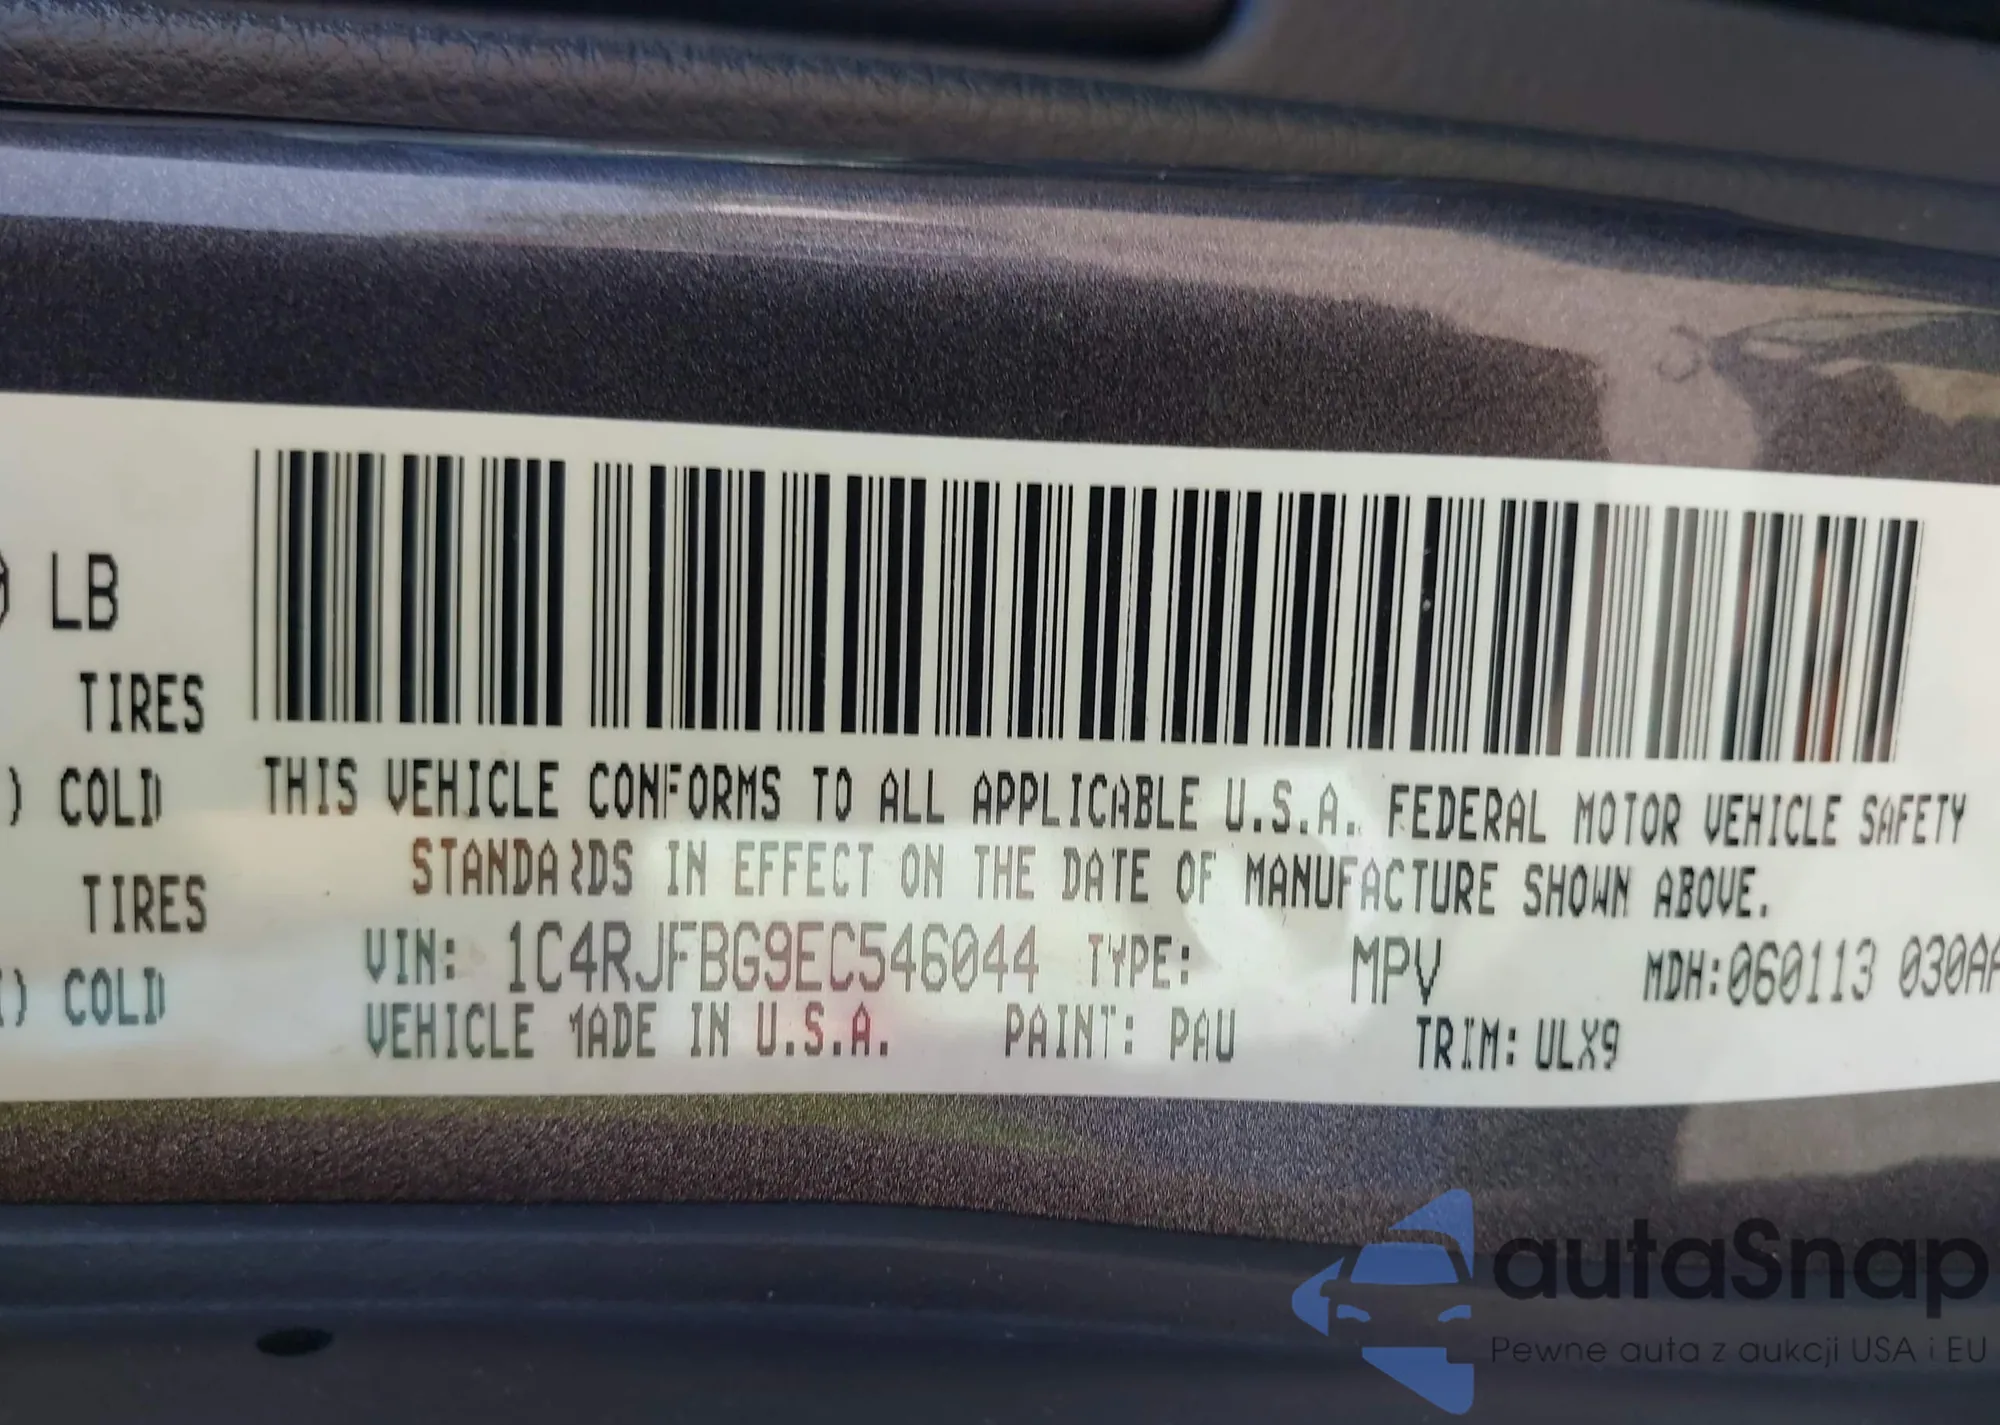 LB
TIRES
) COLD
TIRES
) COLD
THIS VEHICLE CONFORMS TO ALL APPLICABLE U.S.A. FEDERAL MOTOR VEHICLE SAFETY
STANDARDS IN EFFECT ON THE DATE OF MANUFACTURE SHOWN ABOVE.
VIN: 1C4RJFBG9EC546044 TYPE: MPV MDH:060113 030AA
VEHICLE MADE IN U.S.A. PAINT: PAU TRIM: ULX9
autaSnap
Pewne auta z aukcji USA i EU